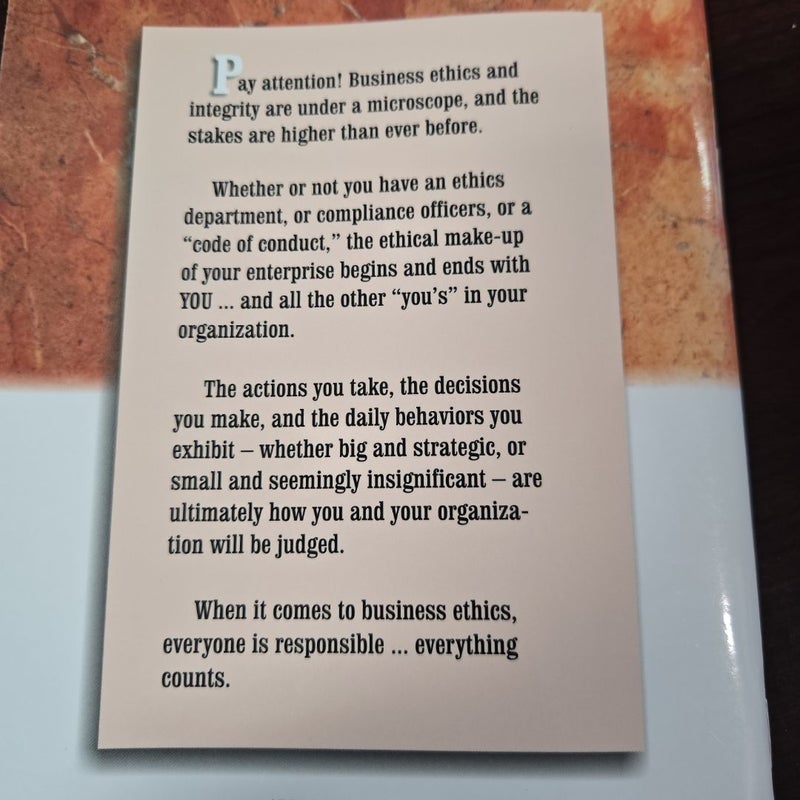 Pay attention! Business ethics and
integrity are under a microscope, and the
stakes are higher than ever before.
Whether or not you have an ethics
department, or compliance officers, or a
“code of conduct,” the ethical make-up
of your enterprise begins and ends with
YOU ... and all the other “you’s” in your
organization.
The actions you take, the decisions
you make, and the daily behaviors you
exhibit – whether big and strategic, or
small and seemingly insignificant – are
ultimately how you and your organiza-
tion will be judged.
When it comes to business ethics,
everyone is responsible ... everything
counts.